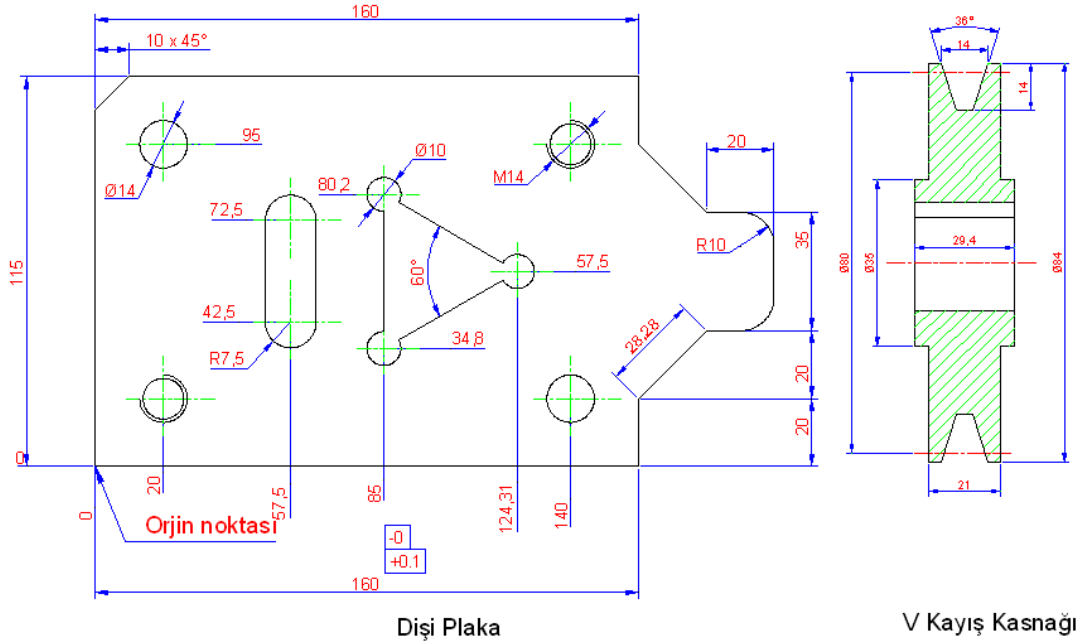 160
10 x 45°
Ø14
95
M14
Ø10
80,2
72,5
60°
57,5
42,5
R7,5
34,8
115
20
R10
35
28,28
20
20
0
0
20
57,5
85
124,31
140
Orjin noktası
-0
+0.1
160
Dişi Plaka
36°
14
14
29,4
Ø80
Ø35
Ø84
21
V Kayış Kasnağı